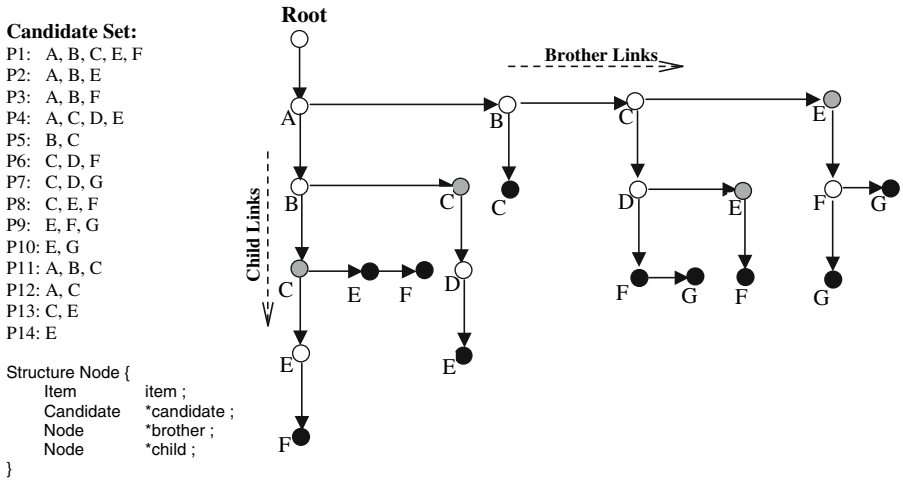 Candidate Set:
P1: A, B, C, E, F
P2: A, B, E
P3: A, B, F
P4: A, C, D, E
P5: B, C
P6: C, D, F
P7: C, D, G
P8: C, E, F
P9: E, F, G
P10: E, G
P11: A, B, C
P12: A, C
P13: C, E
P14: E
Structure Node {
Item item ;
Candidate *candidate ;
Node *brother ;
Node *child ;
}
Root
Brother Links
Child Links
A
B
C
E
B
C
C
D
E
F
G
C
E
F
D
F
G
F
G
E
E
F